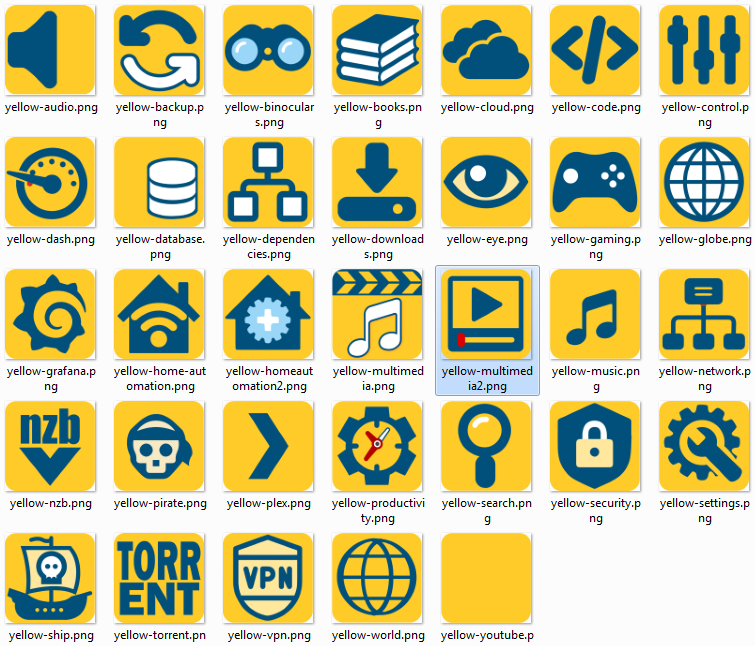 yellow-audio.png
yellow-backup.p
ng
yellow-binocular
s.png
yellow-books.pn
g
yellow-cloud.png
yellow-code.png
yellow-control.p
ng
yellow-dash.png
yellow-database.
png
yellow-dependen
cies.png
yellow-download
s.png
yellow-eye.png
yellow-gaming.p
ng
yellow-globe.png
yellow-grafana.p
ng
yellow-home-aut
omation.png
yellow-homeaut
omation2.png
yellow-multimed
ia.png
yellow-multimed
ia2.png
yellow-music.pn
g
yellow-network.p
ng
nzb
yellow-nzb.png
yellow-pirate.png
yellow-plex.png
yellow-productivi
ty.png
yellow-search.pn
g
yellow-security.p
ng
yellow-settings.p
ng
yellow-ship.png
TORR
ENT
yellow-torrent.pn
VPN
yellow-vpn.png
yellow-world.png
yellow-youtube.p